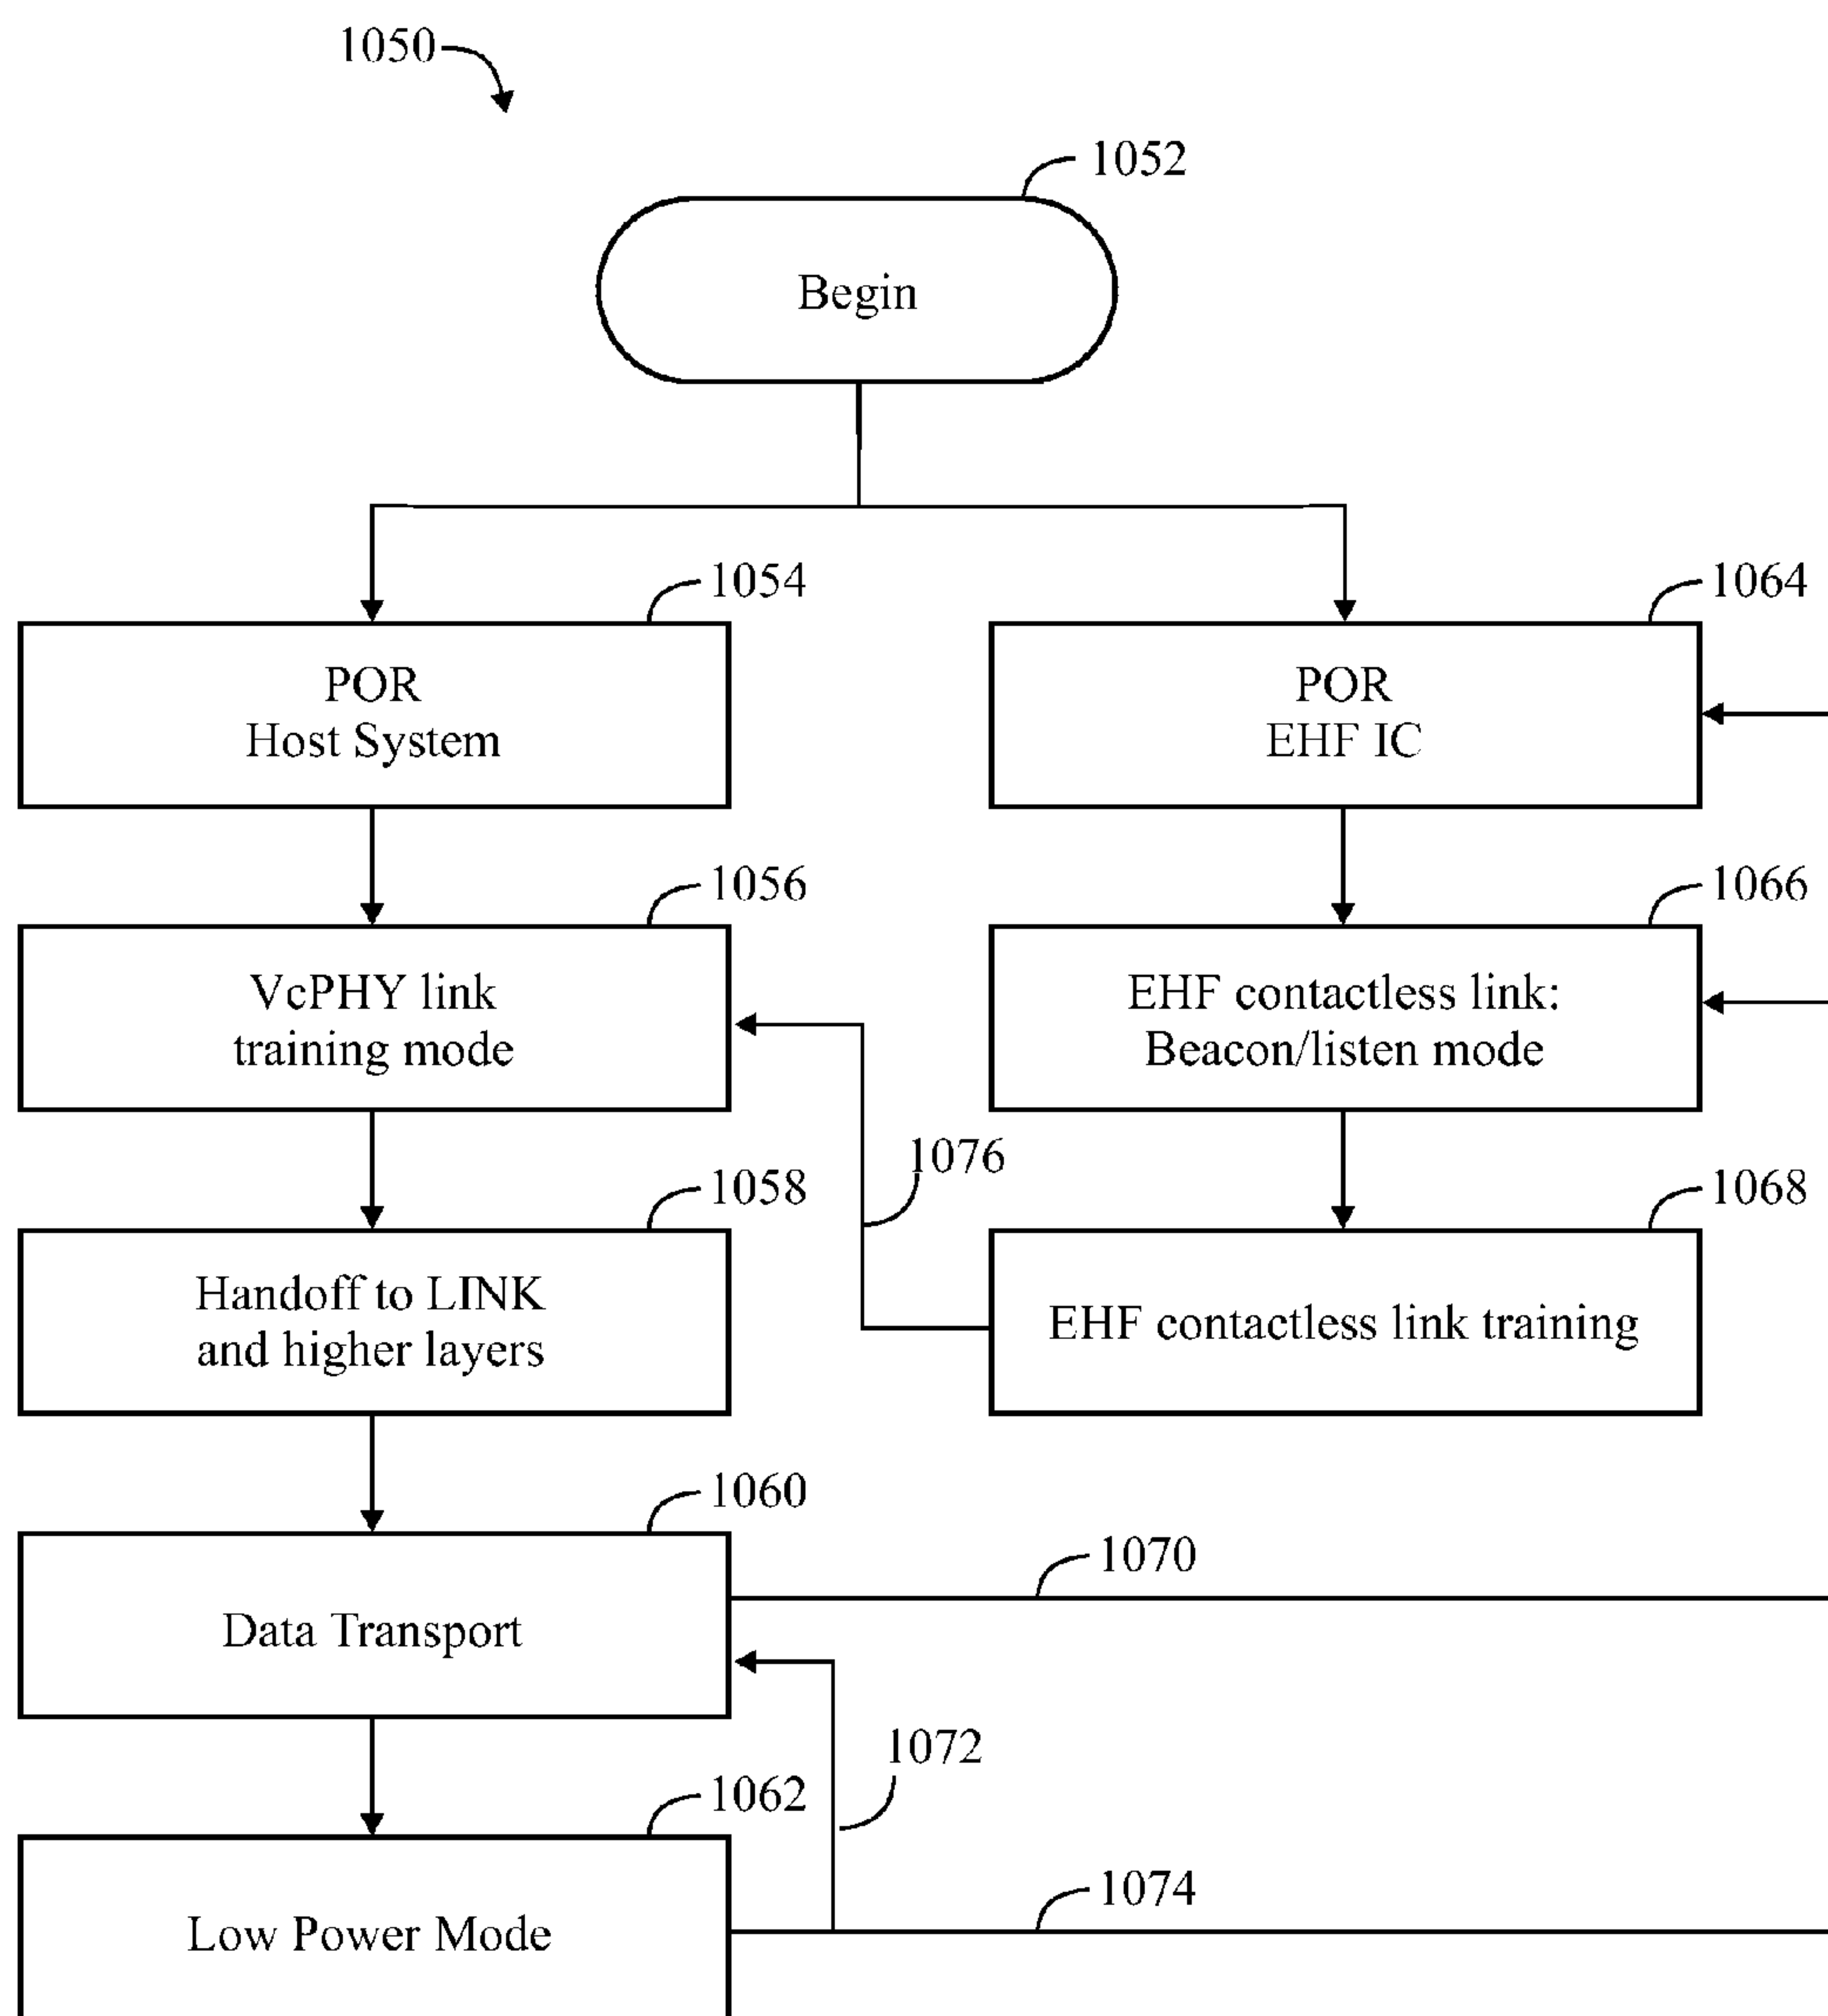 1050
1052
Begin
1054
POR
Host System
1064
POR
EHF IC
1056
VcPHY link
training mode
1066
EHF contactless link:
Beacon/listen mode
1076
1058
Handoff to LINK
and higher layers
1068
EHF contactless link training
1060
Data Transport
1070
1072
1062
Low Power Mode
1074